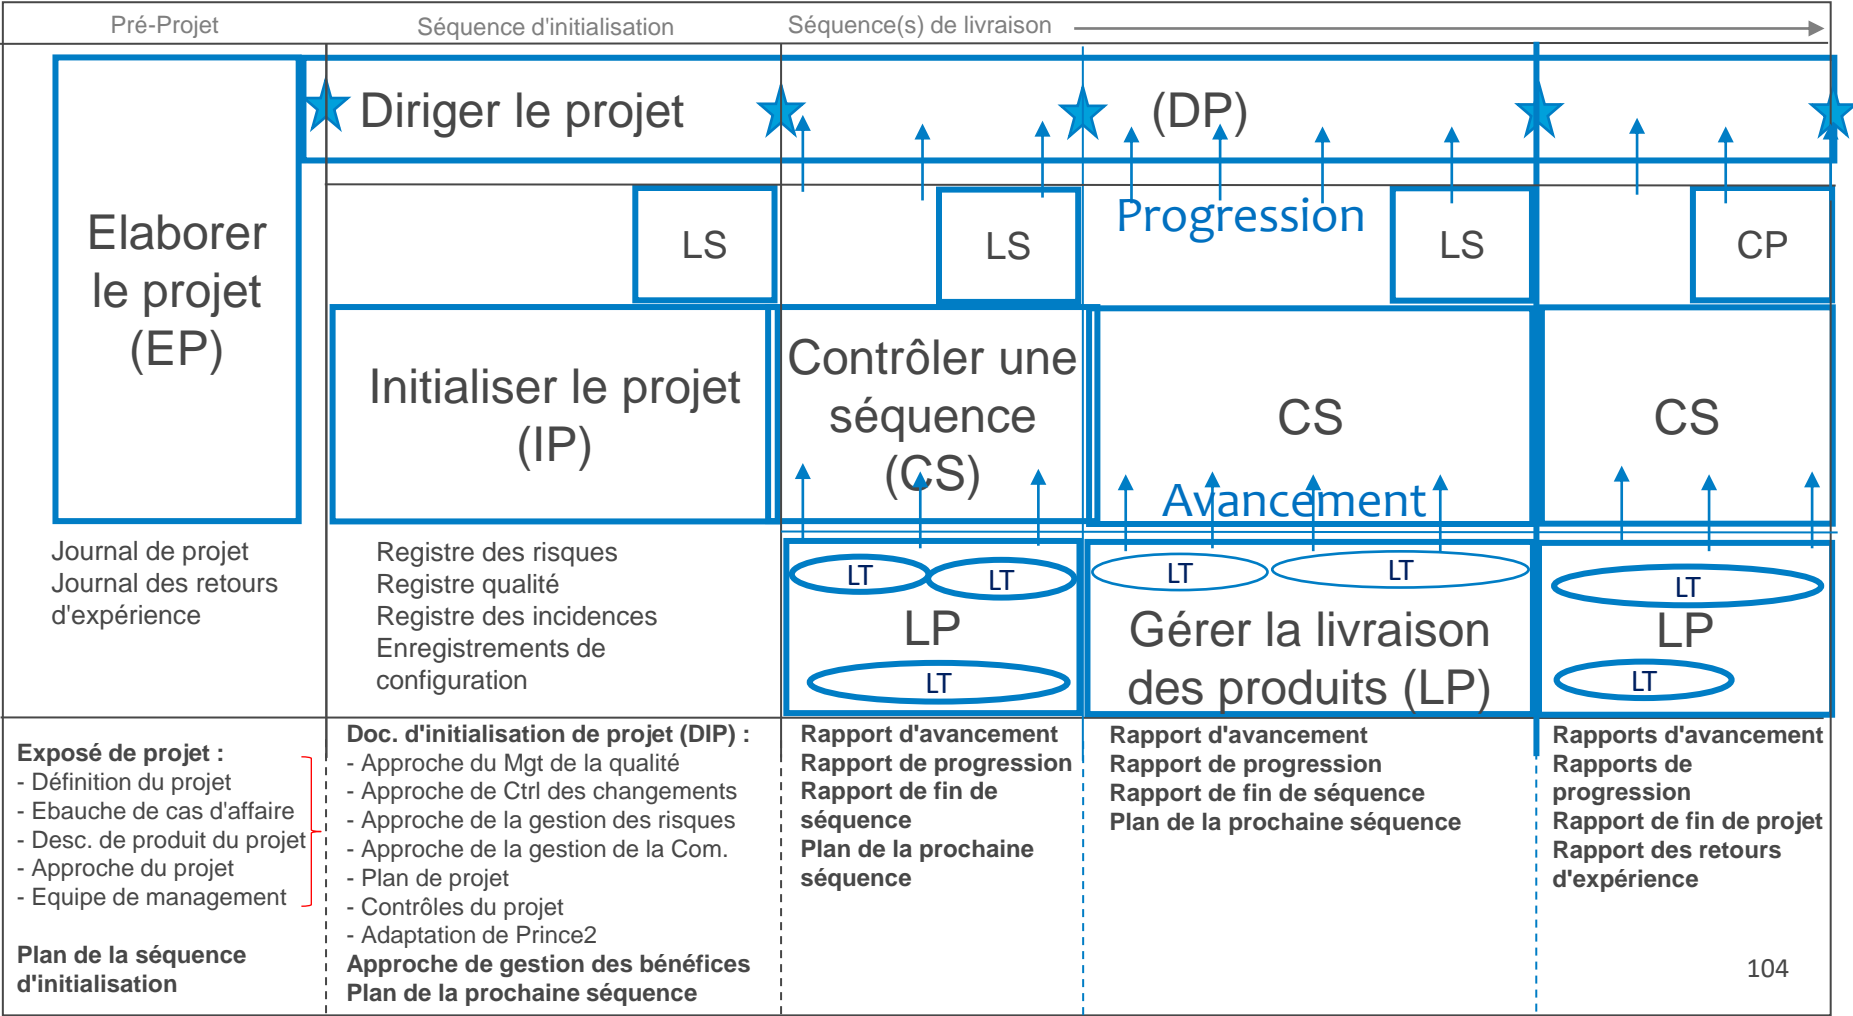 Pré-Projet
Séquence d'initialisation
Séquence(s) de livraison
Diriger le projet
(DP)
Elaborer
le projet
(EP)
LS
LS
Progression
LS
CP
Initialiser le projet
(IP)
Contrôler une
séquence
(CS)
CS
CS
Avancement
Journal de projet
Journal des retours
d'expérience
Registre des risques
Registre qualité
Registre des incidences
Enregistrements de
configuration
LT
LT
LP
LT
LT
LT
Gérer la livraison
des produits (LP)
LT
LP
LT
Exposé de projet :
- Définition du projet
- Ebauche de cas d'affaire
- Desc. de produit du projet
- Approche du projet
- Equipe de management
Plan de la séquence
d'initialisation
Doc. d'initialisation de projet (DIP) :
- Approche du Mgt de la qualité
- Approche de Ctrl des changements
- Approche de la gestion des risques
- Approche de la gestion de la Com.
- Plan de projet
- Contrôles du projet
- Adaptation de Prince2
Approche de gestion des bénéfices
Plan de la prochaine séquence
Rapport d'avancement
Rapport de progression
Rapport de fin de
séquence
Plan de la prochaine
séquence
Rapport d'avancement
Rapport de progression
Rapport de fin de séquence
Plan de la prochaine séquence
Rapports d'avancement
Rapports de
progression
Rapport de fin de projet
Rapport des retours
d'expérience
104